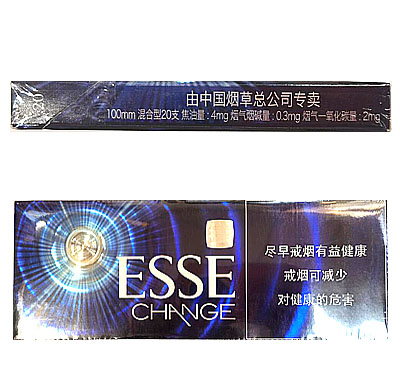 20
由中国烟草总公司专卖
100mm 混合型20支 焦油量 : 4mg 烟气烟碱量 : 0.3mg 烟气一氧化碳量 : 2mg
ESSE
CHANGE
尽早戒烟有益健康
戒烟可减少
对健康的危害